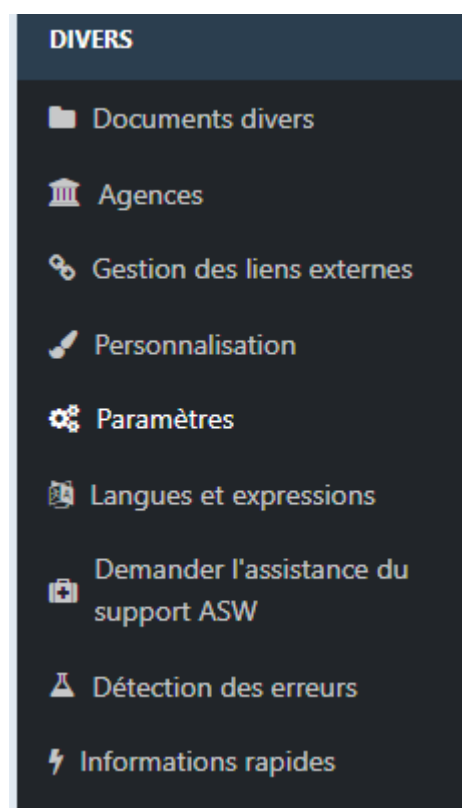 DIVERS
Documents divers
Agences
Gestion des liens externes
Personnalisation
Paramètres
Langues et expressions
Demander l'assistance du
support ASW
Détection des erreurs
Informations rapides